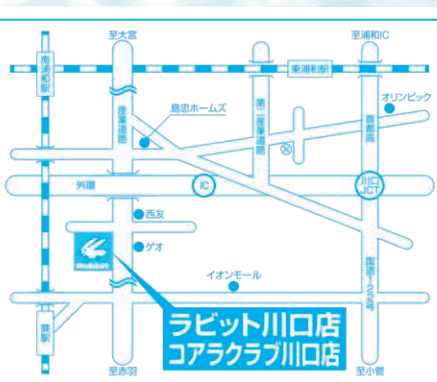 至大宮
至浦和IC
南浦和駅
東浦和駅
オリンピック
島忠ホームズ
産業道路
第二産業道路
首都高
外環
IC
川口
JCT
西友
ゲオ
イオンモール
国道122号
蕨駅
ラビット川口店
コアラクラブ川口店
至赤羽
至小菅